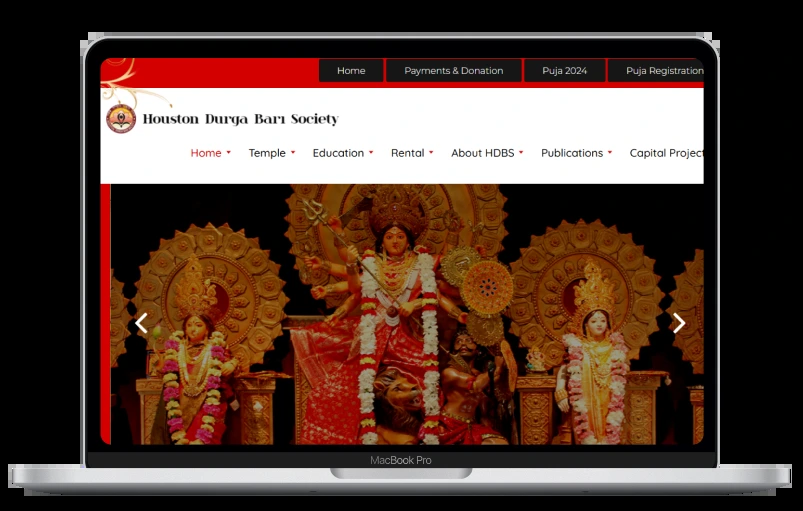 Home Payments & Donation Puja 2024 Puja Registration
Houston Durga Bari Society
Home Temple Education Rental About HDBS Publications Capital Project
MacBook Pro